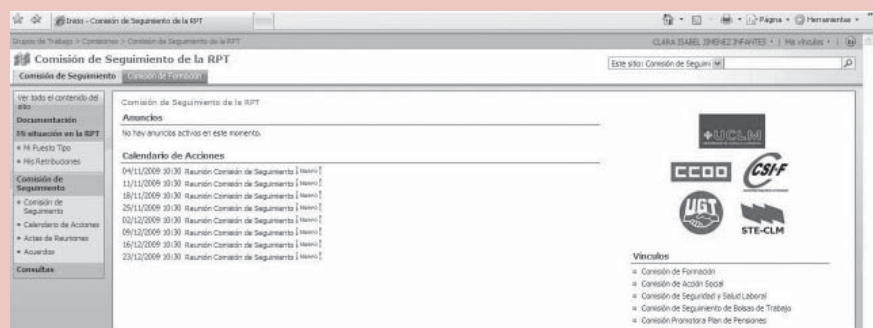 Inicio - Comisión de Seguimiento de la RPT
Página
Herramientas
Grupos de Trabajo > Comisiones > Comisión de Seguimiento de la RPT
CLARA ISABEL JIMENEZ INFANTES
Mis vínculos
Comisión de Seguimiento de la RPT
Este sitio: Comisión de Seguimi
Comisión de Seguimiento
Comisión de Formación
Ver todo el contenido del sitio
Documentación
Mi situación en la RPT
Mi Puesto Tipo
Mis Retribuciones
Comisión de Seguimiento
Comisión de Seguimiento
Calendario de Acciones
Actas de Reuniones
Acuerdos
Consultas
Comisión de Seguimiento de la RPT
Anuncios
No hay anuncios activos en este momento.
Calendario de Acciones
04/11/2009 10:30 Reunión Comisión de Seguimiento ! NUEVO !
11/11/2009 10:30 Reunión Comisión de Seguimiento ! NUEVO !
18/11/2009 10:30 Reunión Comisión de Seguimiento ! NUEVO !
25/11/2009 10:30 Reunión Comisión de Seguimiento ! NUEVO !
02/12/2009 10:30 Reunión Comisión de Seguimiento ! NUEVO !
09/12/2009 10:30 Reunión Comisión de Seguimiento ! NUEVO !
16/12/2009 10:30 Reunión Comisión de Seguimiento ! NUEVO !
23/12/2009 10:30 Reunión Comisión de Seguimiento ! NUEVO !
UCLM
CCOO
CSI-F
UGT
STE-CLM
Vínculos
Comisión de Formación
Comisión de Acción Social
Comisión de Seguridad y Salud Laboral
Comisión de Seguimiento de Bolsas de Trabajo
Comisión Promotora Plan de Pensiones